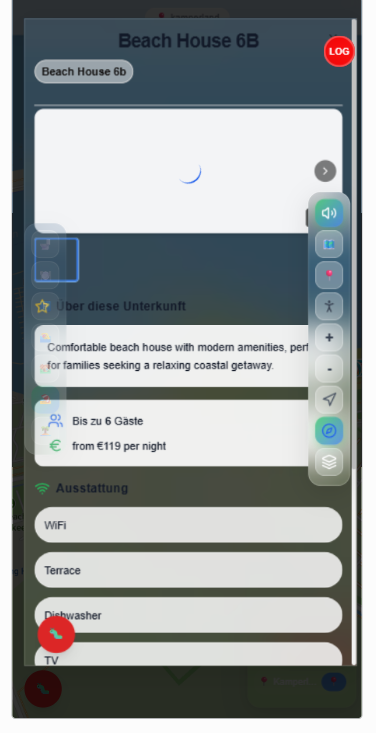 Beach House 6B
LOG
Beach House 6b
Über diese Unterkunft
Comfortable beach house with modern amenities, perf
for families seeking a relaxing coastal getaway.
Bis zu 6 Gäste
from €119 per night
+
-
Ausstattung
WiFi
Terrace
Dishwasher
TV